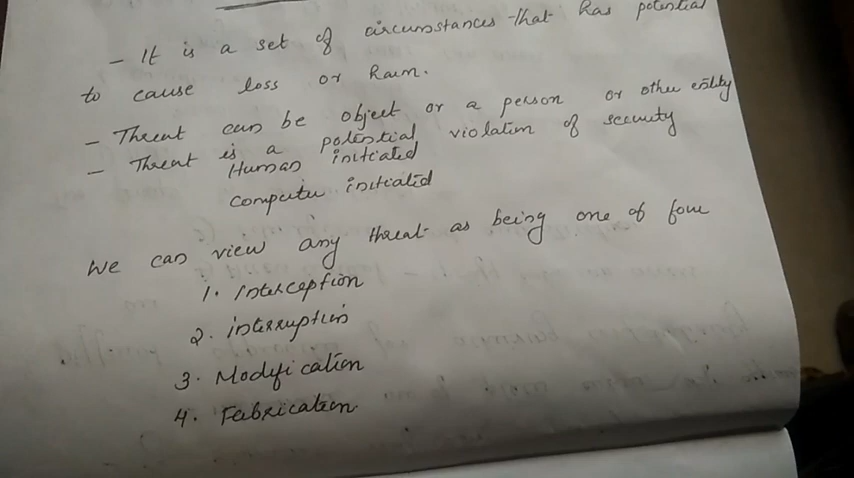 - It is a set of circumstances that has potential
to cause loss or harm.
- Threat can be object or a person or other entity
- Threat is a potential violation of security
Human initiated
computer initiated
We can view any threat as being one of four
1. Interception
2. interruption
3. Modification
4. Fabrication